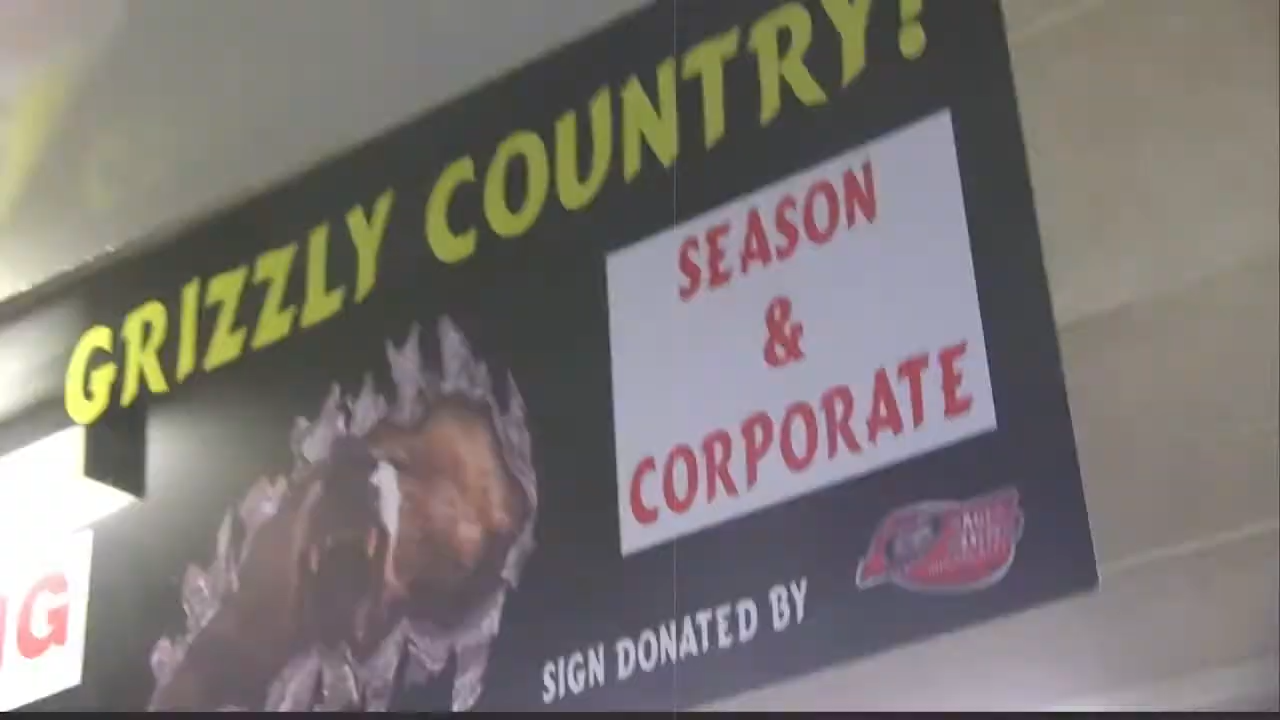 GRIZZLY COUNTRY!
SEASON
&
CORPORATE
SIGN DONATED BY